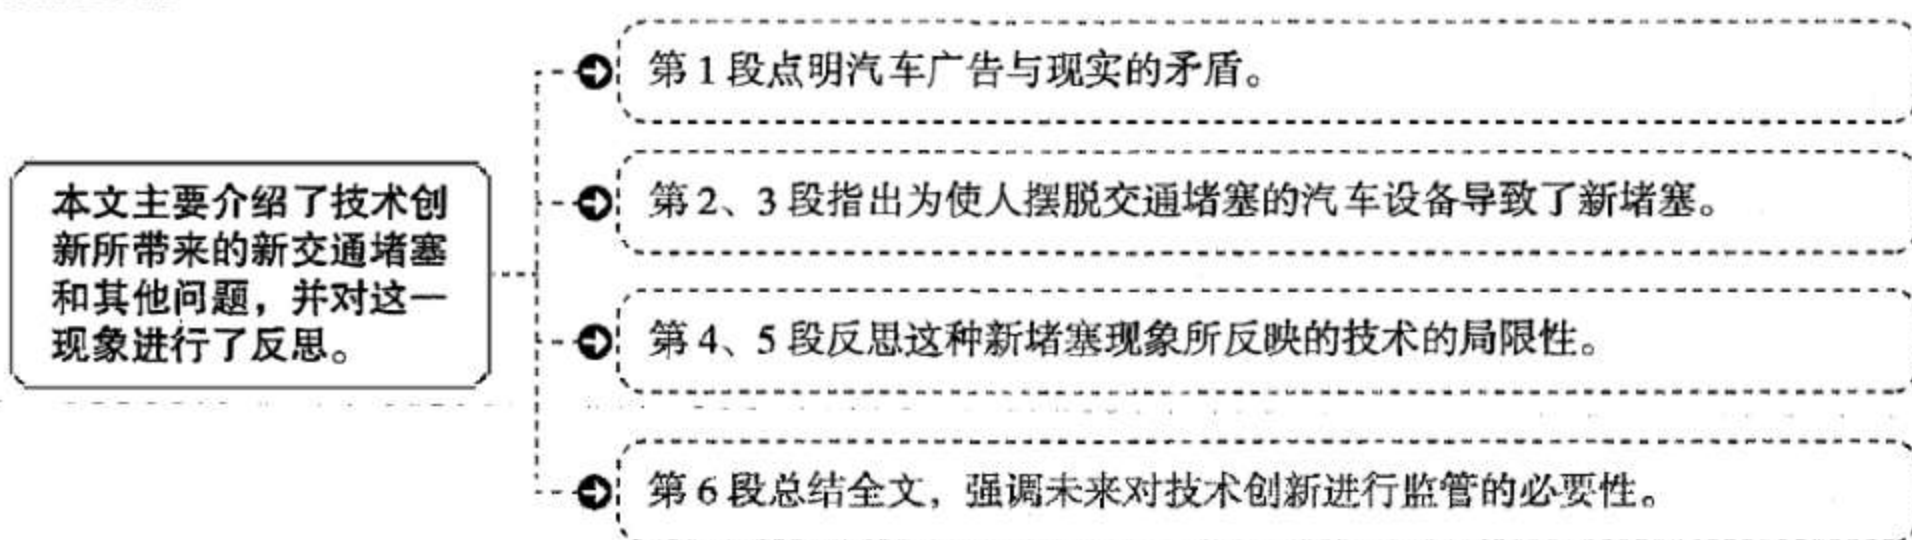 本文主要介绍了技术创
新所带来的新交通堵塞
和其他问题，并对这一
现象进行了反思。
第1段点明汽车广告与现实的矛盾。
第2、3段指出为使人摆脱交通堵塞的汽车设备导致了新堵塞。
第4、5段反思这种新堵塞现象所反映的技术的局限性。
第6段总结全文，强调未来对技术创新进行监管的必要性。